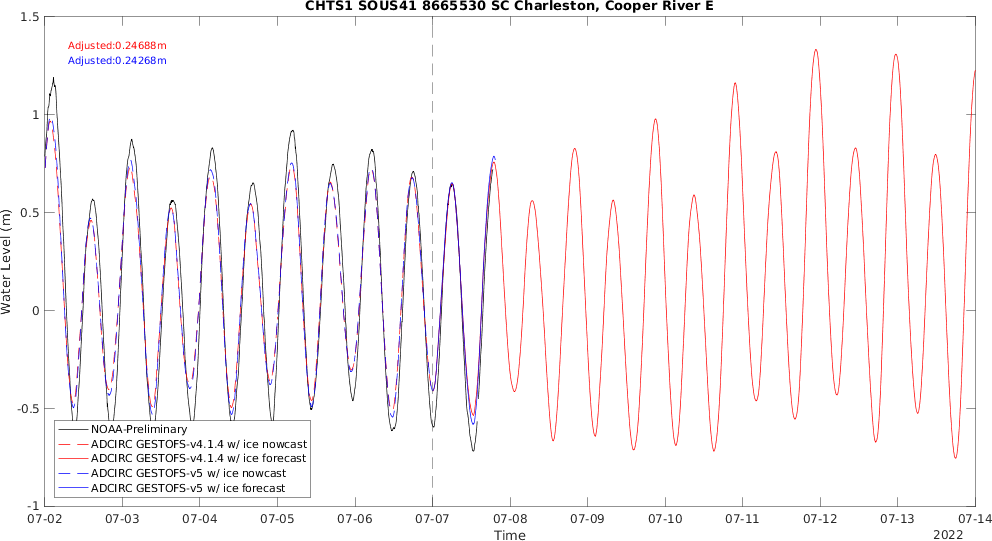 CHTS1 SOUS41 8665530 SC Charleston, Cooper River E
Adjusted:0.24688m
Adjusted:0.24268m
1.5
1
0.5
0
-0.5
-1
Water Level (m)
NOAA-Preliminary
ADCIRC GESTOFS-v4.1.4 w/ ice nowcast
ADCIRC GESTOFS-v4.1.4 w/ ice forecast
ADCIRC GESTOFS-v5 w/ ice nowcast
ADCIRC GESTOFS-v5 w/ ice forecast
07-02 07-03 07-04 07-05 07-06 07-07 07-08 07-09 07-10 07-11 07-12 07-13 07-14
Time
2022